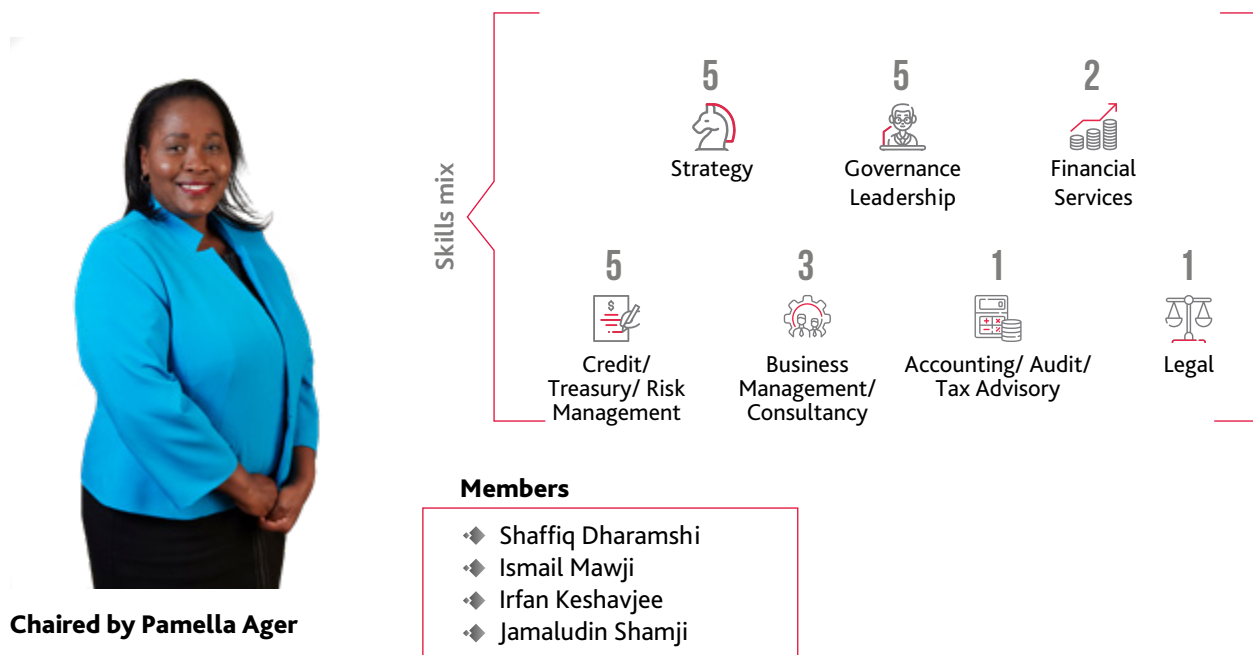 Skills mix
5
Strategy
5
Governance
Leadership
2
Financial
Services
5
$
Credit/
Treasury/ Risk
Management
3
Business
Management/
Consultancy
1
Accounting/ Audit/
Tax Advisory
1
Legal
Members
Shaffiq Dharamshi
Ismail Mawji
Irfan Keshavjee
Jamaludin Shamji
Chaired by Pamella Ager